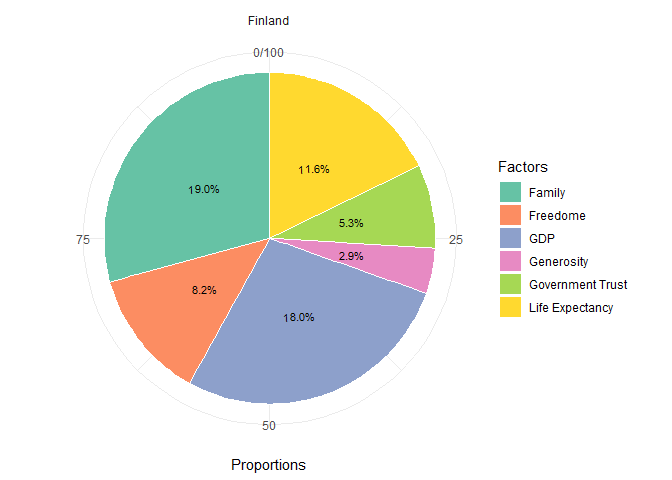 Finland
0/100
11.6%
19.0%
5.3%
75
25
2.9%
8.2%
18.0%
50
Proportions
Factors
Family
Freedome
GDP
Generosity
Government Trust
Life Expectancy